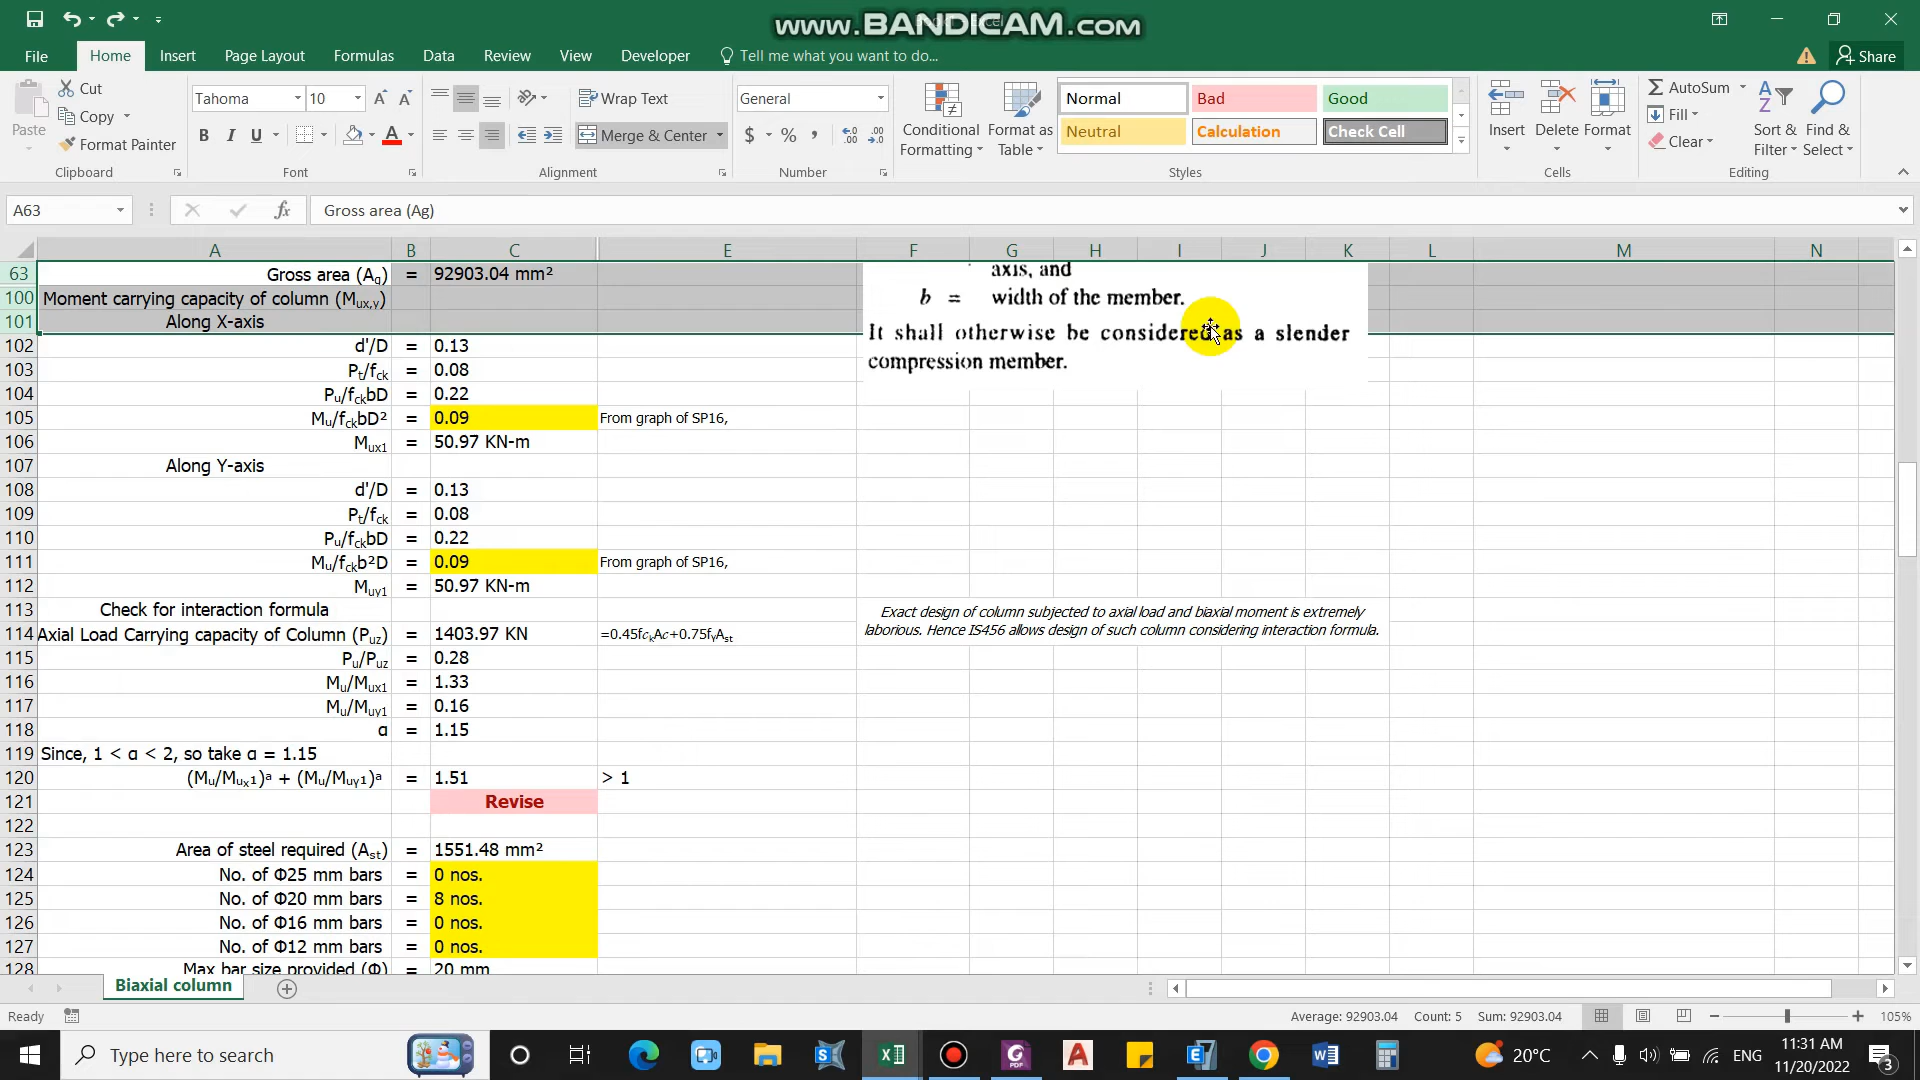 www.BANDICAM.com
File Home Insert Page Layout Formulas Data Review View Developer Tell me what you want to do... Share
Paste
Cut
Copy
Format Painter
Clipboard
Tahoma 10
B I U
Font
Wrap Text
Merge & Center
Alignment
General
$ % ,
Number
Conditional Formatting
Format as Table
Normal Bad Good
Neutral Calculation Check Cell
Styles
Insert Delete Format
Cells
AutoSum
Fill
Clear
Sort & Filter
Find & Select
Editing
A63 fx Gross area (Ag)
A B C E F G H I J K L M N
63 Gross area (Ag) = 92903.04 mm²
100 Moment carrying capacity of column (Mux,y)
101 Along X-axis
102 d'/D = 0.13
103 Pt/fck = 0.08
104 Pu/fckbD = 0.22
105 Mu/fckbD² = 0.09 From graph of SP16,
106 Mux1 = 50.97 KN-m
107 Along Y-axis
108 d'/D = 0.13
109 Pt/fck = 0.08
110 Pu/fckbD = 0.22
111 Mu/fckb²D = 0.09 From graph of SP16,
112 Muy1 = 50.97 KN-m
113 Check for interaction formula
114 Axial Load Carrying capacity of Column (Puz) = 1403.97 KN =0.45fckAc+0.75fyAst
115 Pu/Puz = 0.28
116 Mu/Mux1 = 1.33
117 Mu/Muy1 = 0.16
118 α = 1.15
119 Since, 1 < α < 2, so take α = 1.15
120 (Mu/Mux1)ᵃ + (Mu/Muy1)ᵃ = 1.51 > 1
121 Revise
122
123 Area of steel required (Ast) = 1551.48 mm²
124 No. of Φ25 mm bars = 0 nos.
125 No. of Φ20 mm bars = 8 nos.
126 No. of Φ16 mm bars = 0 nos.
127 No. of Φ12 mm bars = 0 nos.
128 Max bar size provided (Φ) = 20 mm
axis, and
b = width of the member.
It shall otherwise be considered as a slender
compression member.
Exact design of column subjected to axial load and biaxial moment is extremely
laborious. Hence IS456 allows design of such column considering interaction formula.
Biaxial column
Ready Average: 92903.04 Count: 5 Sum: 92903.04 105%
Type here to search
20°C ENG
11:31 AM
11/20/2022
3